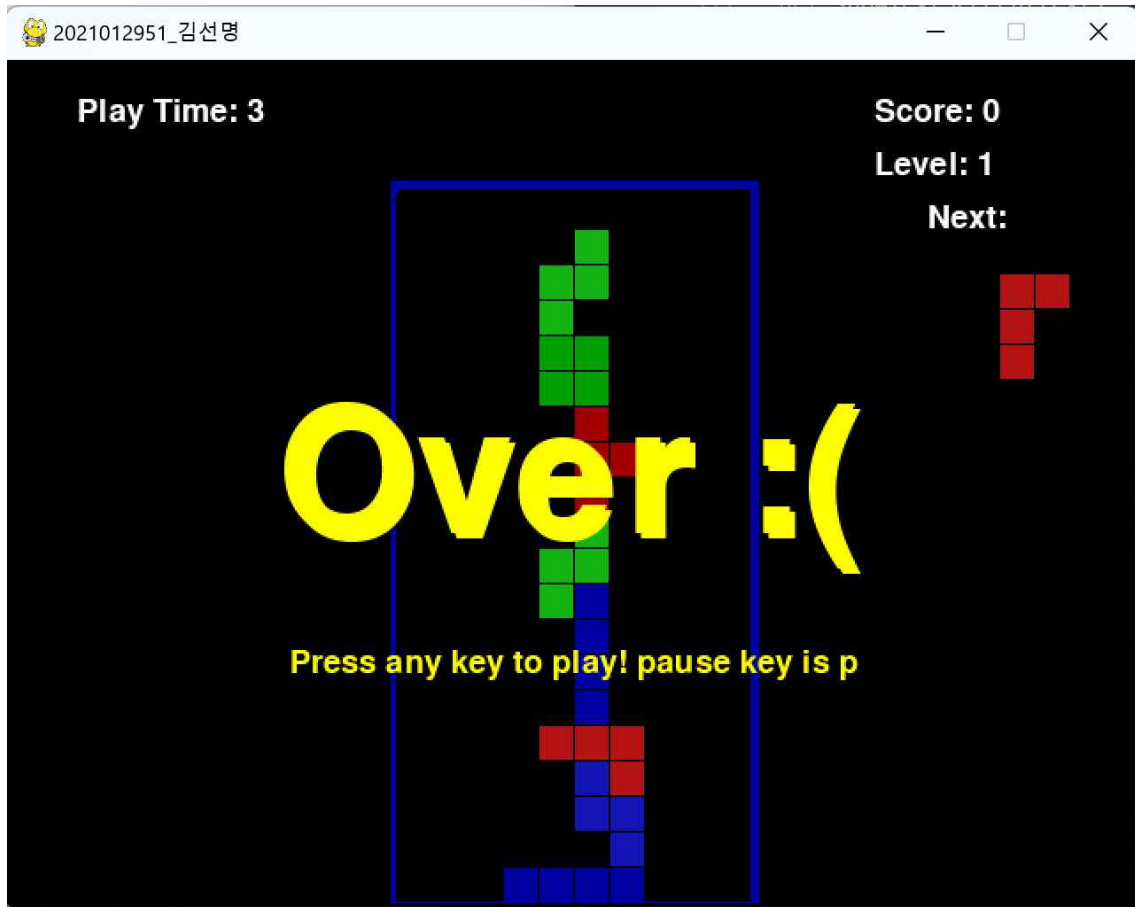 2021012951_김선명
Play Time: 3
Score: 0
Level: 1
Next:
Over :(
Press any key to play! pause key is p